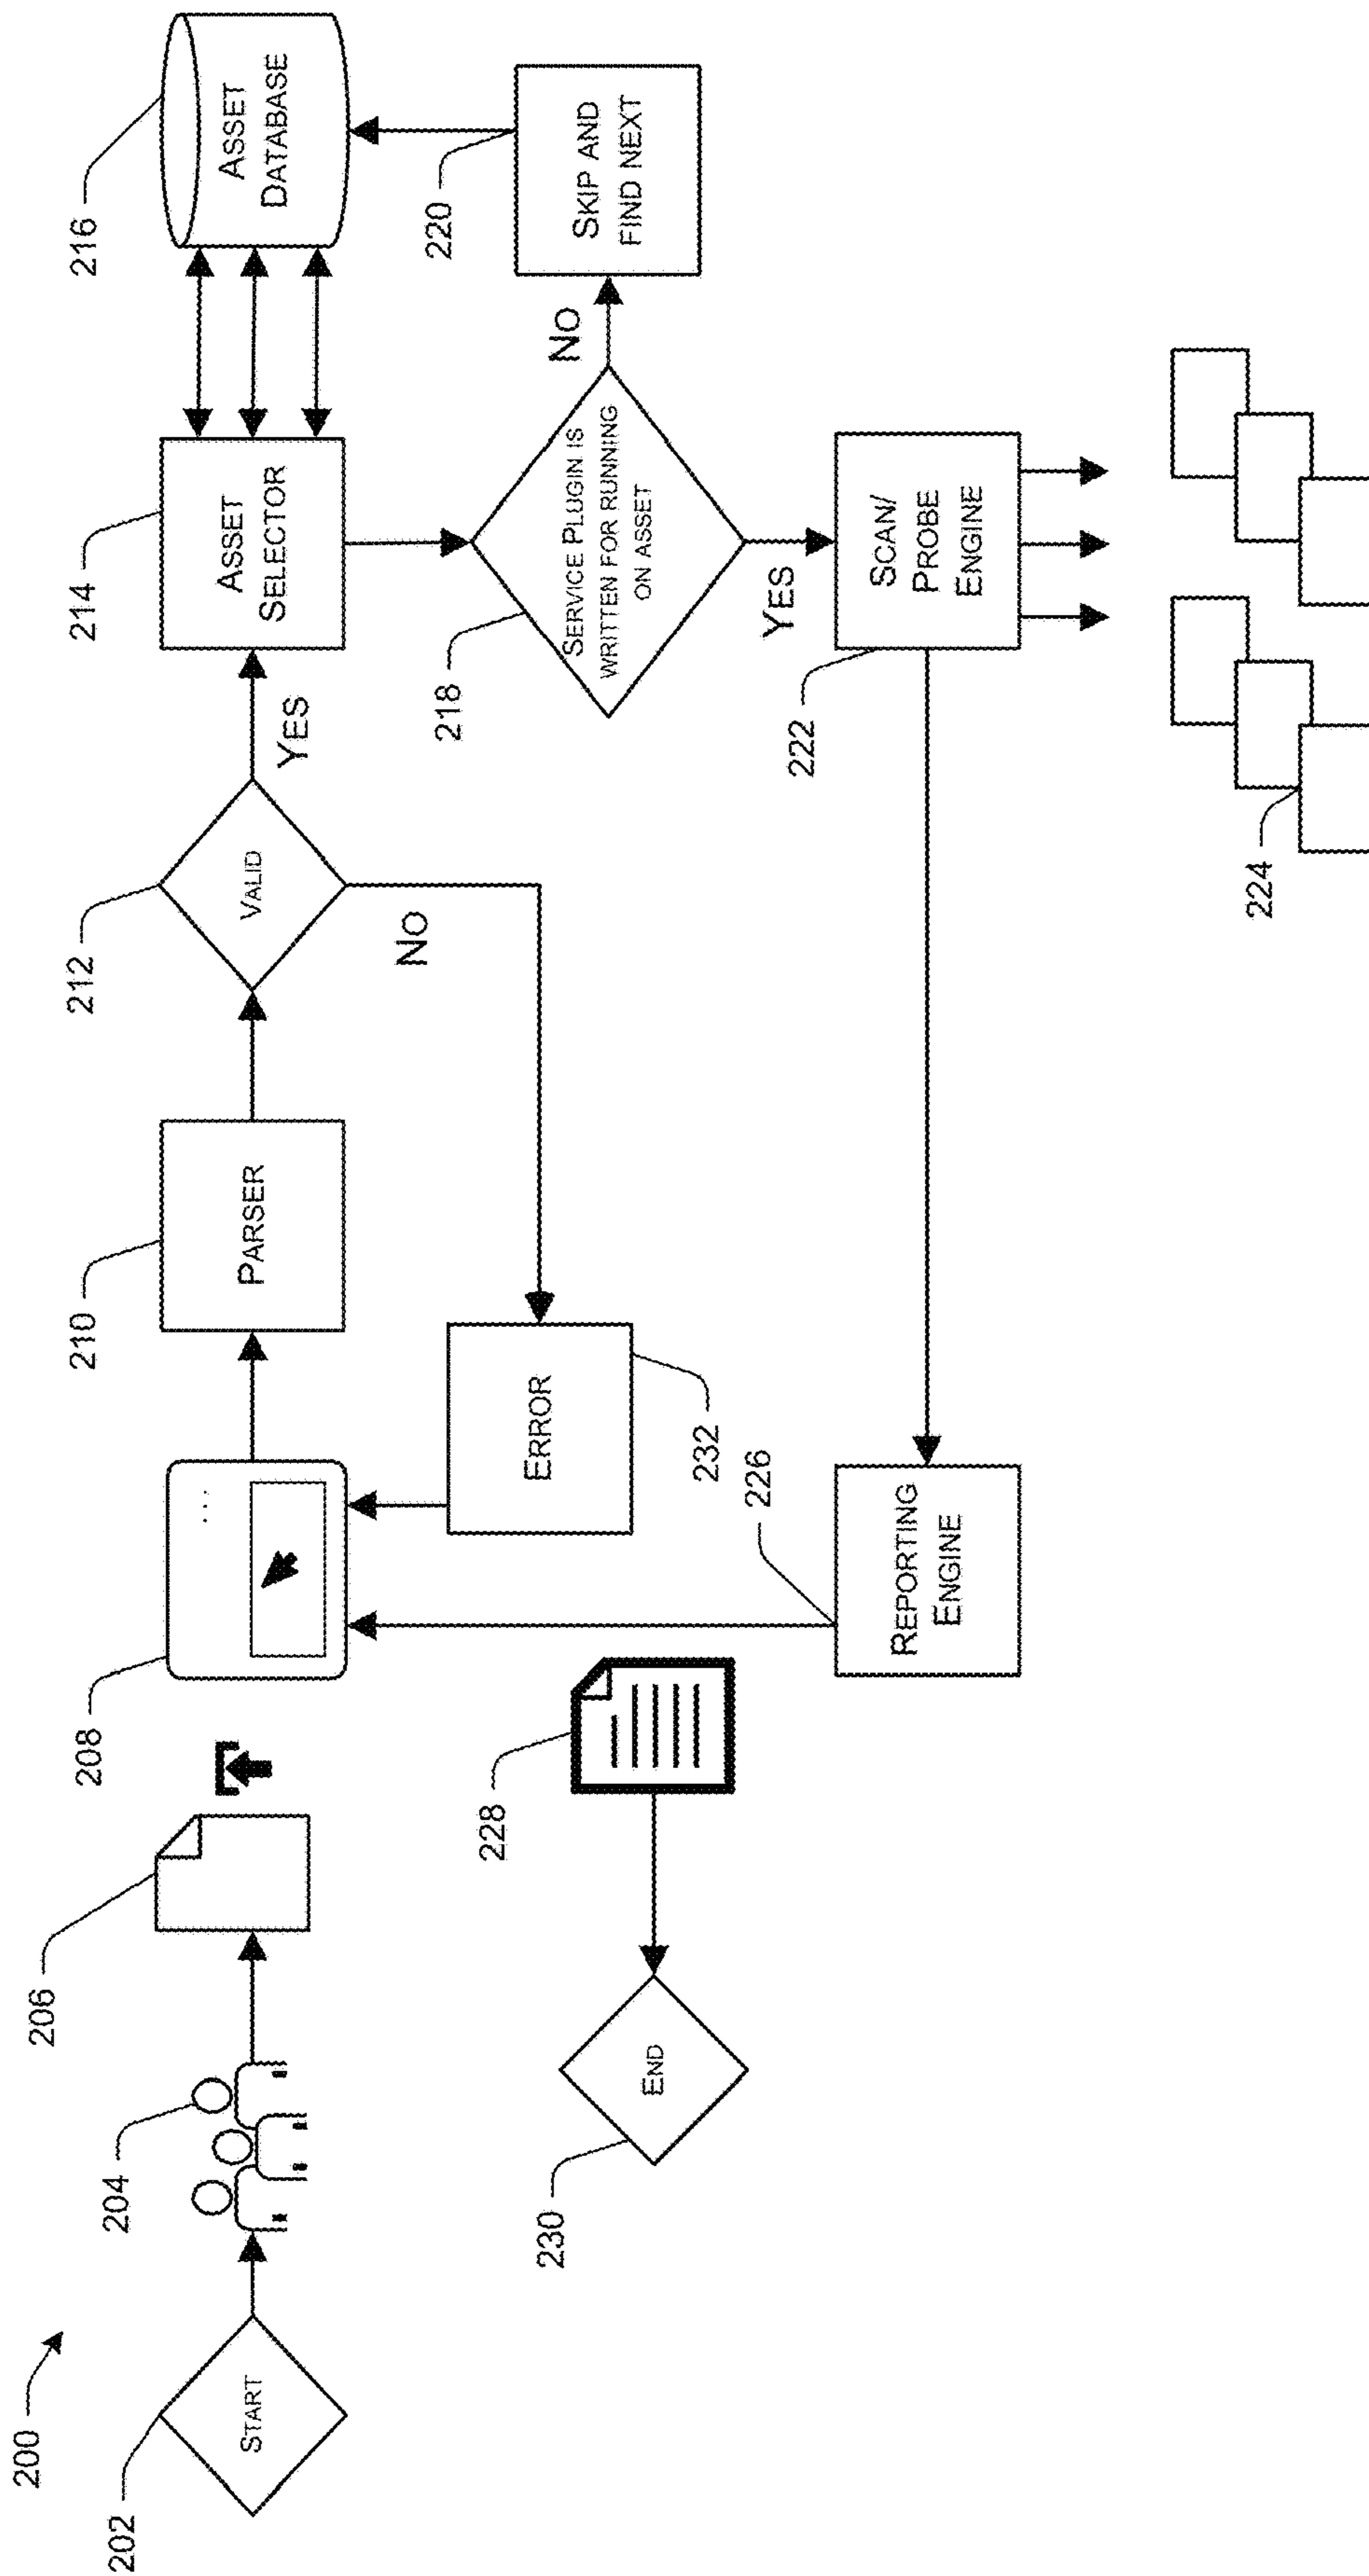 200
202
START
204
206
208
...
210
PARSER
212
VALID
YES
NO
214
ASSET
SELECTOR
216
ASSET
DATABASE
218
SERVICE PLUGIN IS
WRITTEN FOR RUNNING
ON ASSET
NO
YES
220
SKIP AND
FIND NEXT
222
SCAN/
PROBE
ENGINE
224
ERROR
232
226
REPORTING
ENGINE
228
230
END